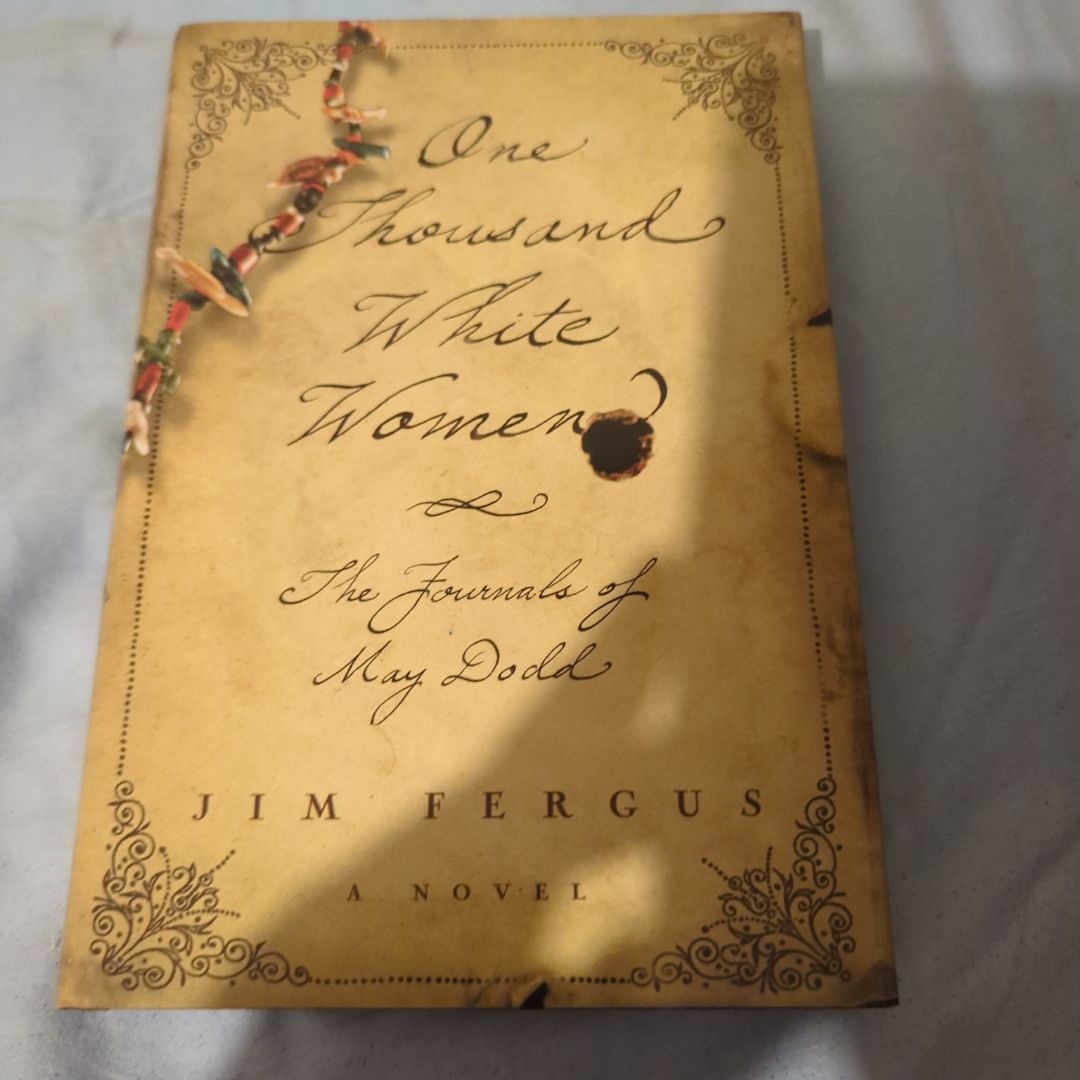 One
Thousand
White
Women
The Journals of
May Dodd
JIM FERGUS
A NOVEL